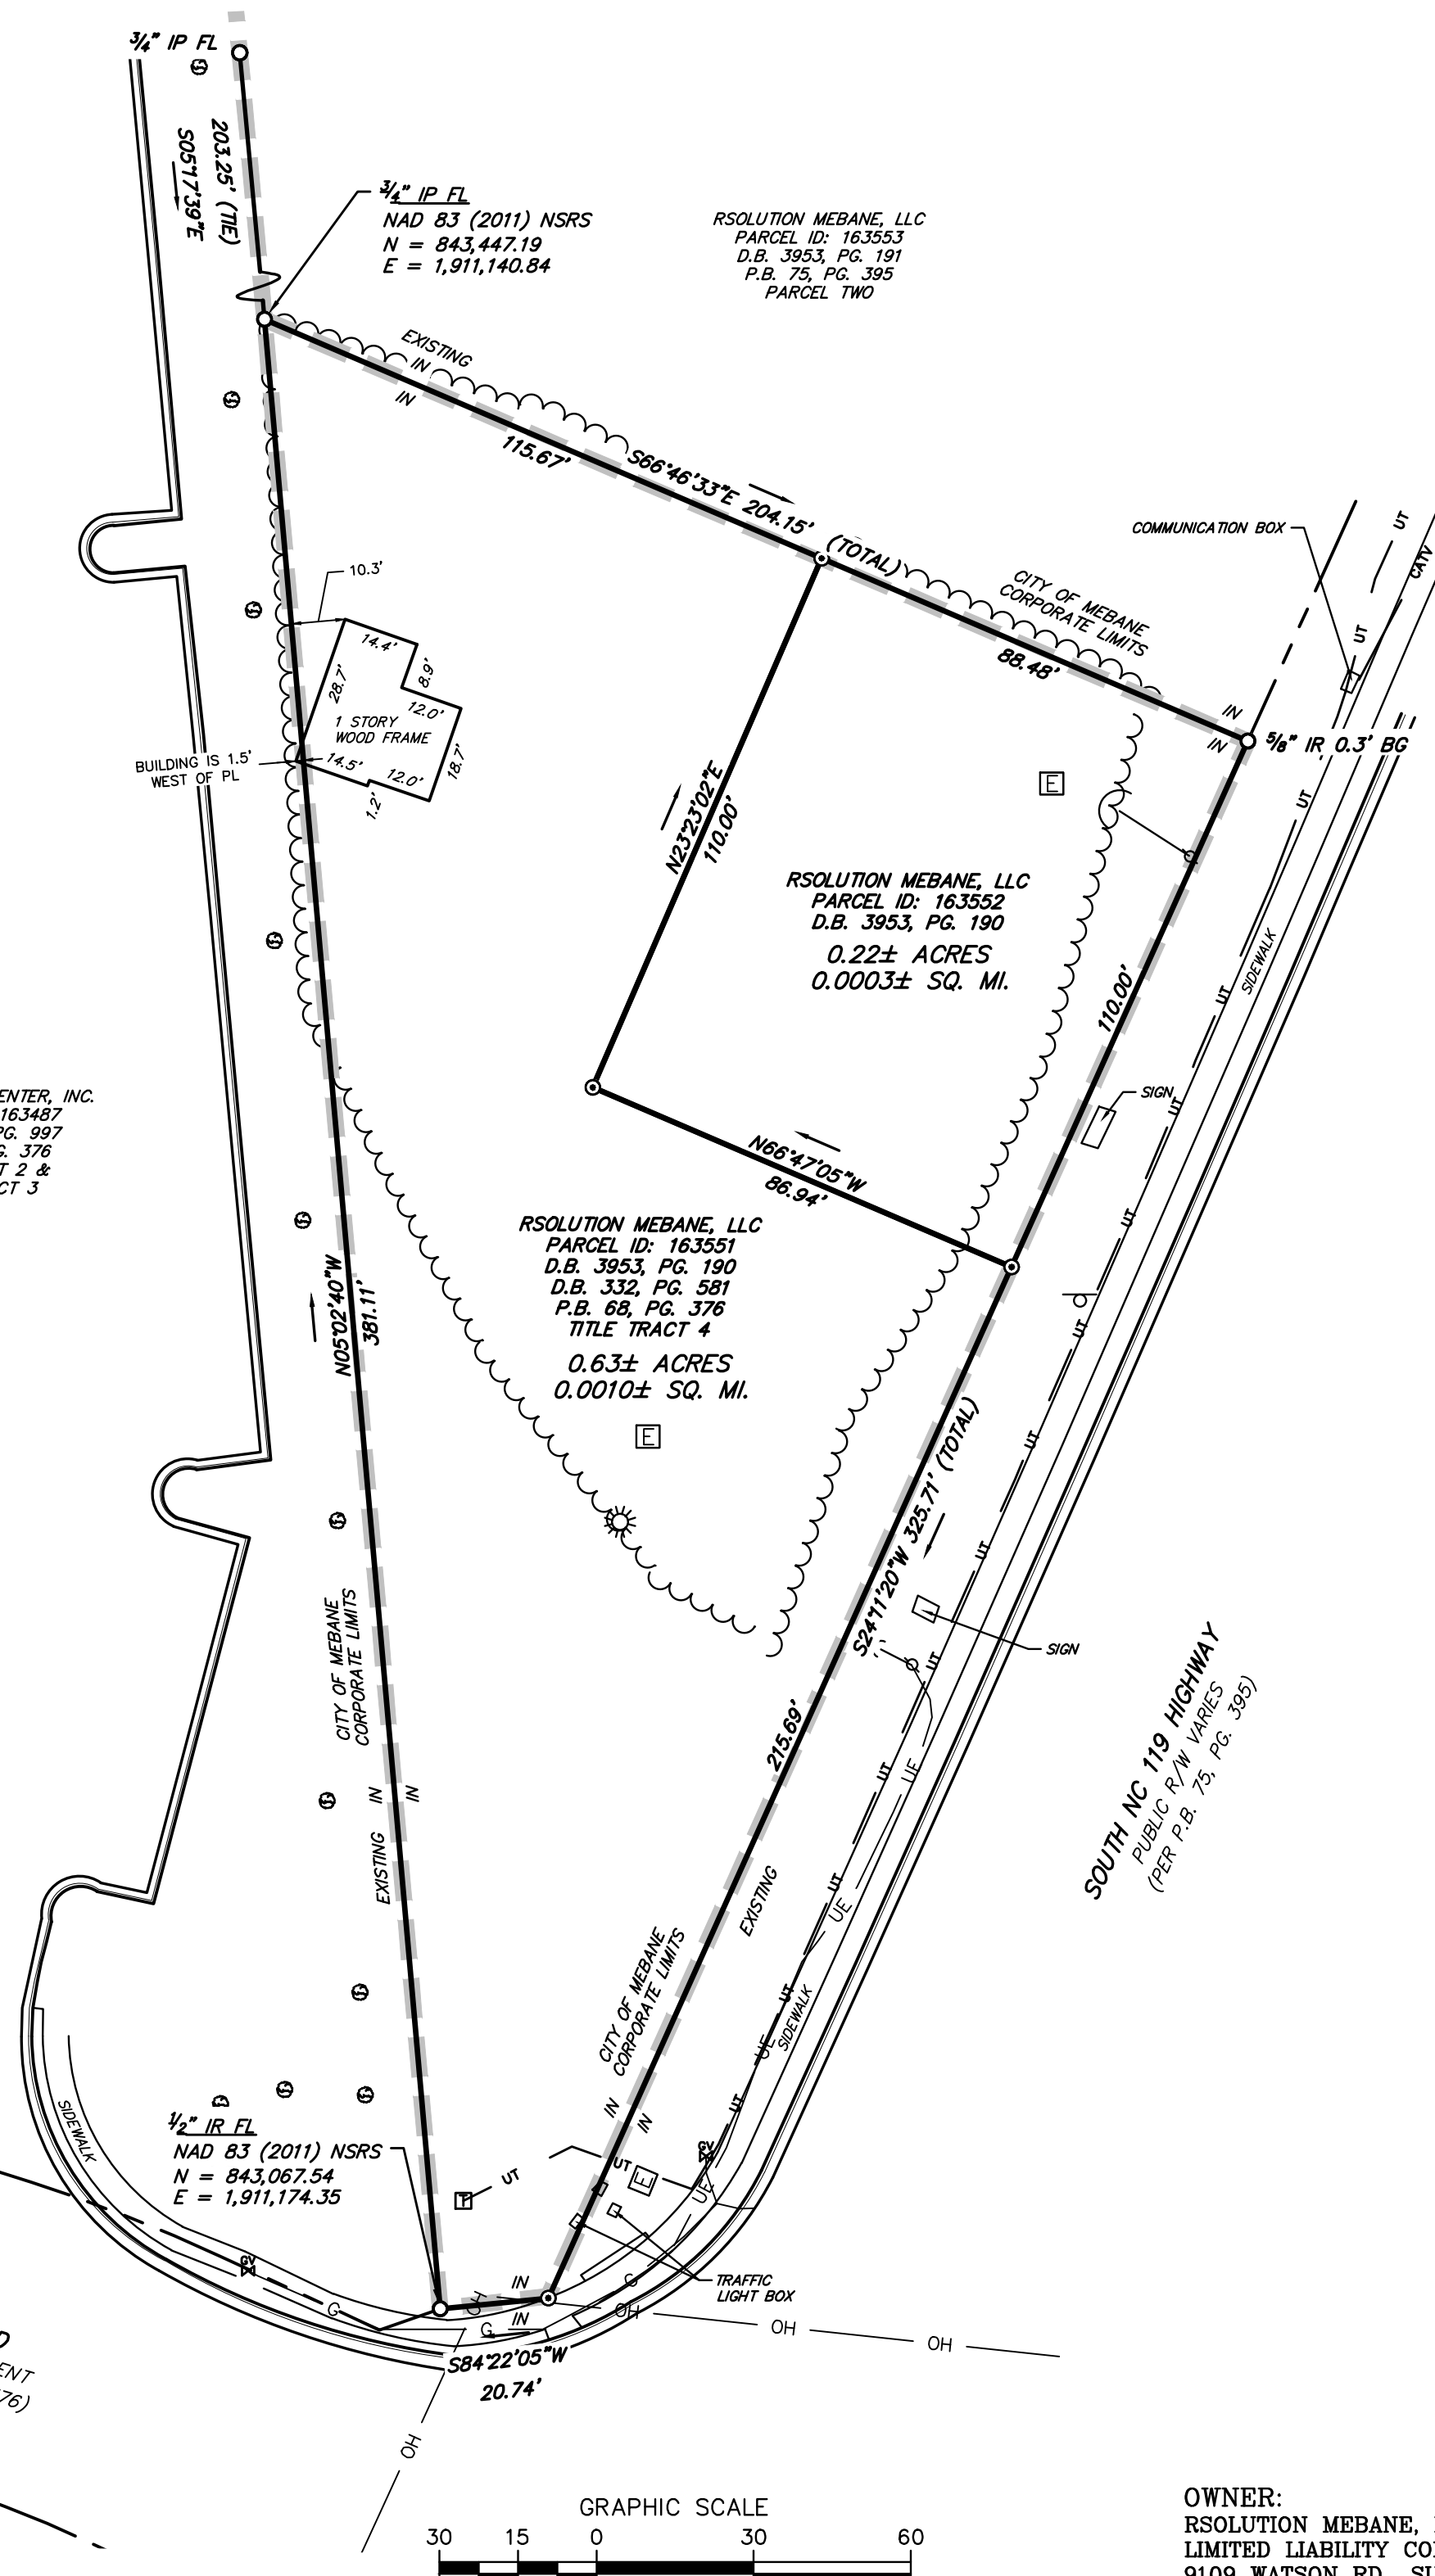 3/4" IP FL
203.25' (TIE)
S05°17'39"E
3/4" IP FL
NAD 83 (2011) NSRS
N = 843,447.19
E = 1,911,140.84
RSOLUTION MEBANE, LLC
PARCEL ID: 163553
D.B. 3953, PG. 191
P.B. 75, PG. 395
PARCEL TWO
EXISTING
IN
IN
115.67'
S66°46'33"E 204.15' (TOTAL)
CITY OF MEBANE
CORPORATE LIMITS
88.48'
IN
IN
COMMUNICATION BOX
UT
CATV
UT
5/8" IR 0.3' BG
UT
10.3'
14.4'
8.9'
28.7'
12.0'
1 STORY
WOOD FRAME
18.7'
14.5'
12.0'
1.2'
BUILDING IS 1.5'
WEST OF PL
E
N23°23'02"E
110.00'
RSOLUTION MEBANE, LLC
PARCEL ID: 163552
D.B. 3953, PG. 190
0.22± ACRES
0.0003± SQ. MI.
110.00'
SIDEWALK
UT
SIGN
UT
N66°47'05"W
86.94'
ENTER, INC.
163487
PG. 997
G. 376
T 2 &
CT 3
RSOLUTION MEBANE, LLC
PARCEL ID: 163551
D.B. 3953, PG. 190
D.B. 332, PG. 581
P.B. 68, PG. 376
TITLE TRACT 4
0.63± ACRES
0.0010± SQ. MI.
E
N05°02'40"W
381.11'
UT
UT
UT
UT
S24°11'20"W 325.71' (TOTAL)
SIGN
UT
215.69'
UT
UE
SOUTH NC 119 HIGHWAY
PUBLIC R/W VARIES
(PER P.B. 75, PG. 395)
CITY OF MEBANE
CORPORATE LIMITS
IN
IN
EXISTING
EXISTING
UT
UE
CITY OF MEBANE
CORPORATE LIMITS
IN
IN
UT
UE
SIDEWALK
UT
SIDEWALK
1/2" IR FL
NAD 83 (2011) NSRS
N = 843,067.54
E = 1,911,174.35
T
UT
UT
E
GV
UE
GV
TRAFFIC
LIGHT BOX
G
G
OH
IN
IN
G
OH
OH
OH
S84°22'05"W
20.74'
OH
D
ENT
76)
GRAPHIC SCALE
30 15 0 30 60
OWNER:
RSOLUTION MEBANE,
LIMITED LIABILITY CO
9109 WATSON RD., SU